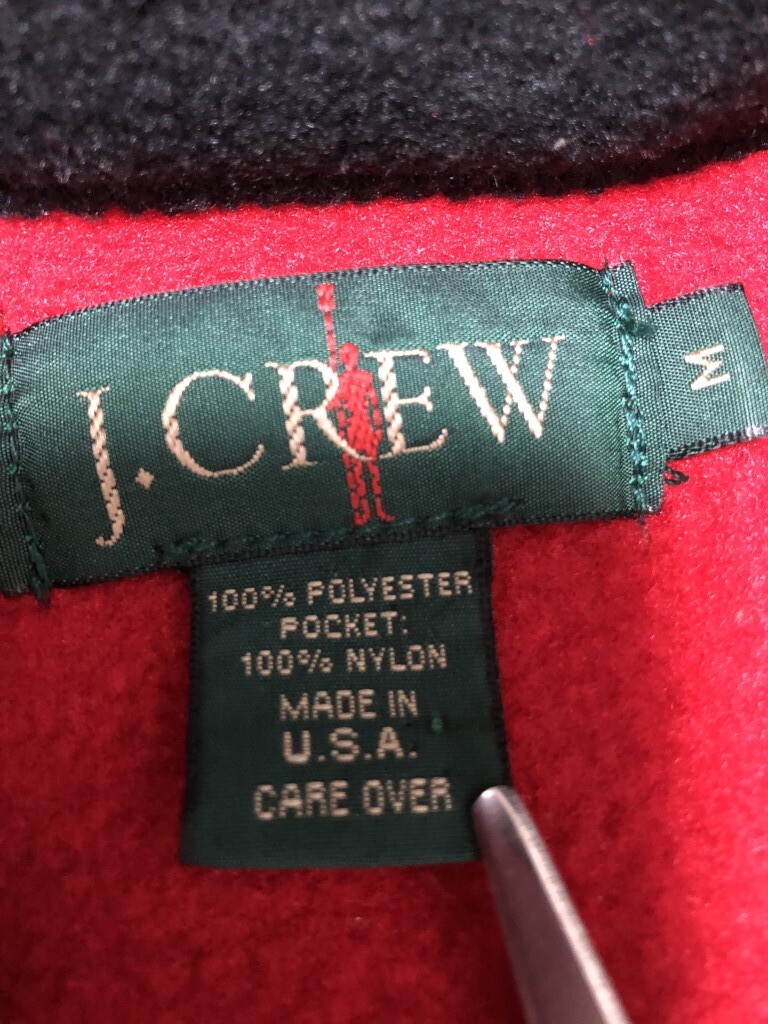 J.CREW
M
100% POLYESTER
POCKET:
100% NYLON
MADE IN
U.S.A.
CARE OVER